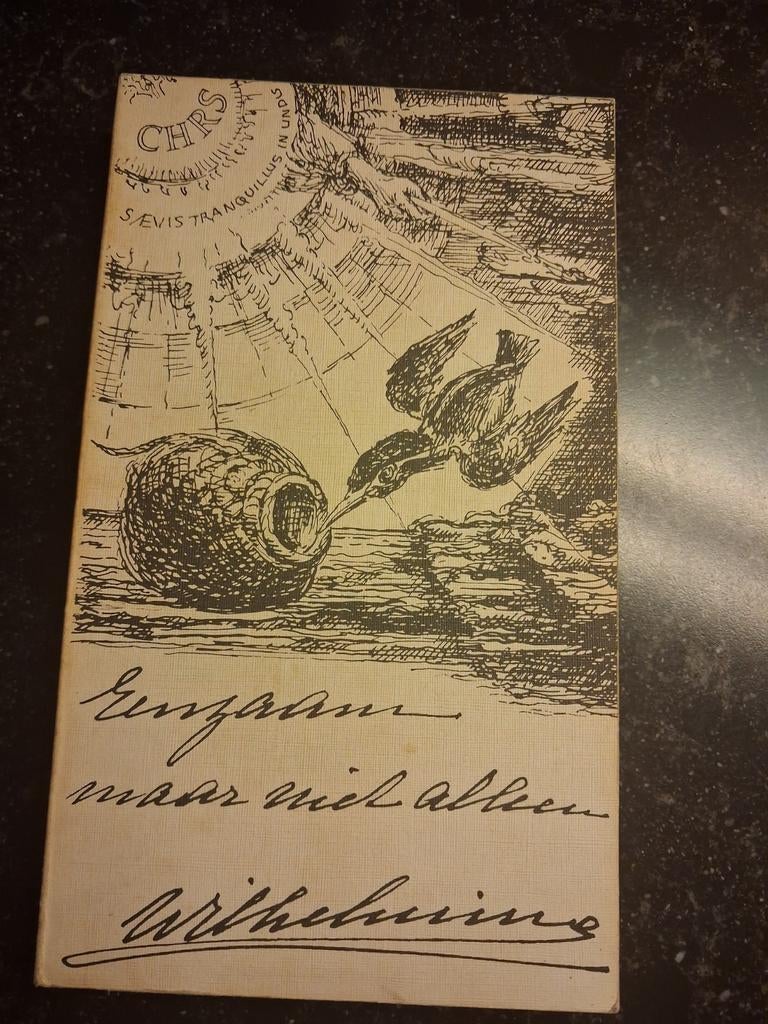 CHRS
SÆVIS TRANQUILLUS IN UNDIS
Eenzaam
maar niet alleen
Wilhelmina